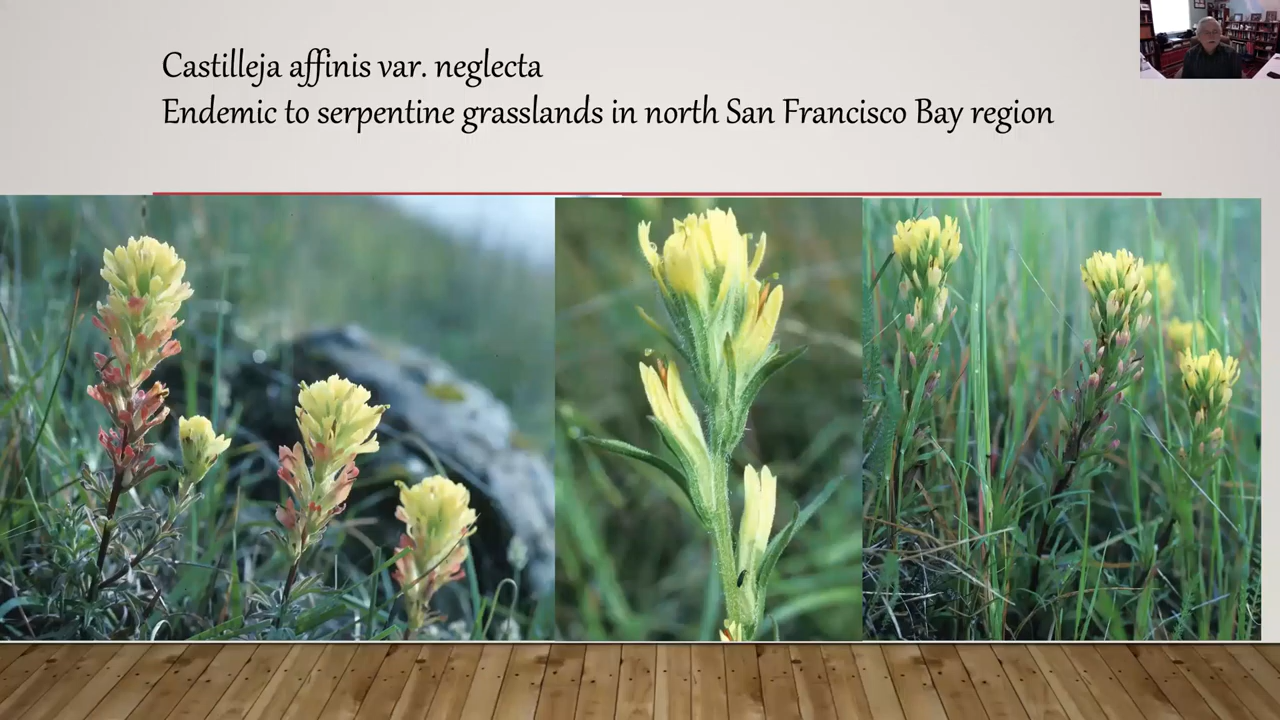 Castilleja affinis var. neglecta
Endemic to serpentine grasslands in north San Francisco Bay region